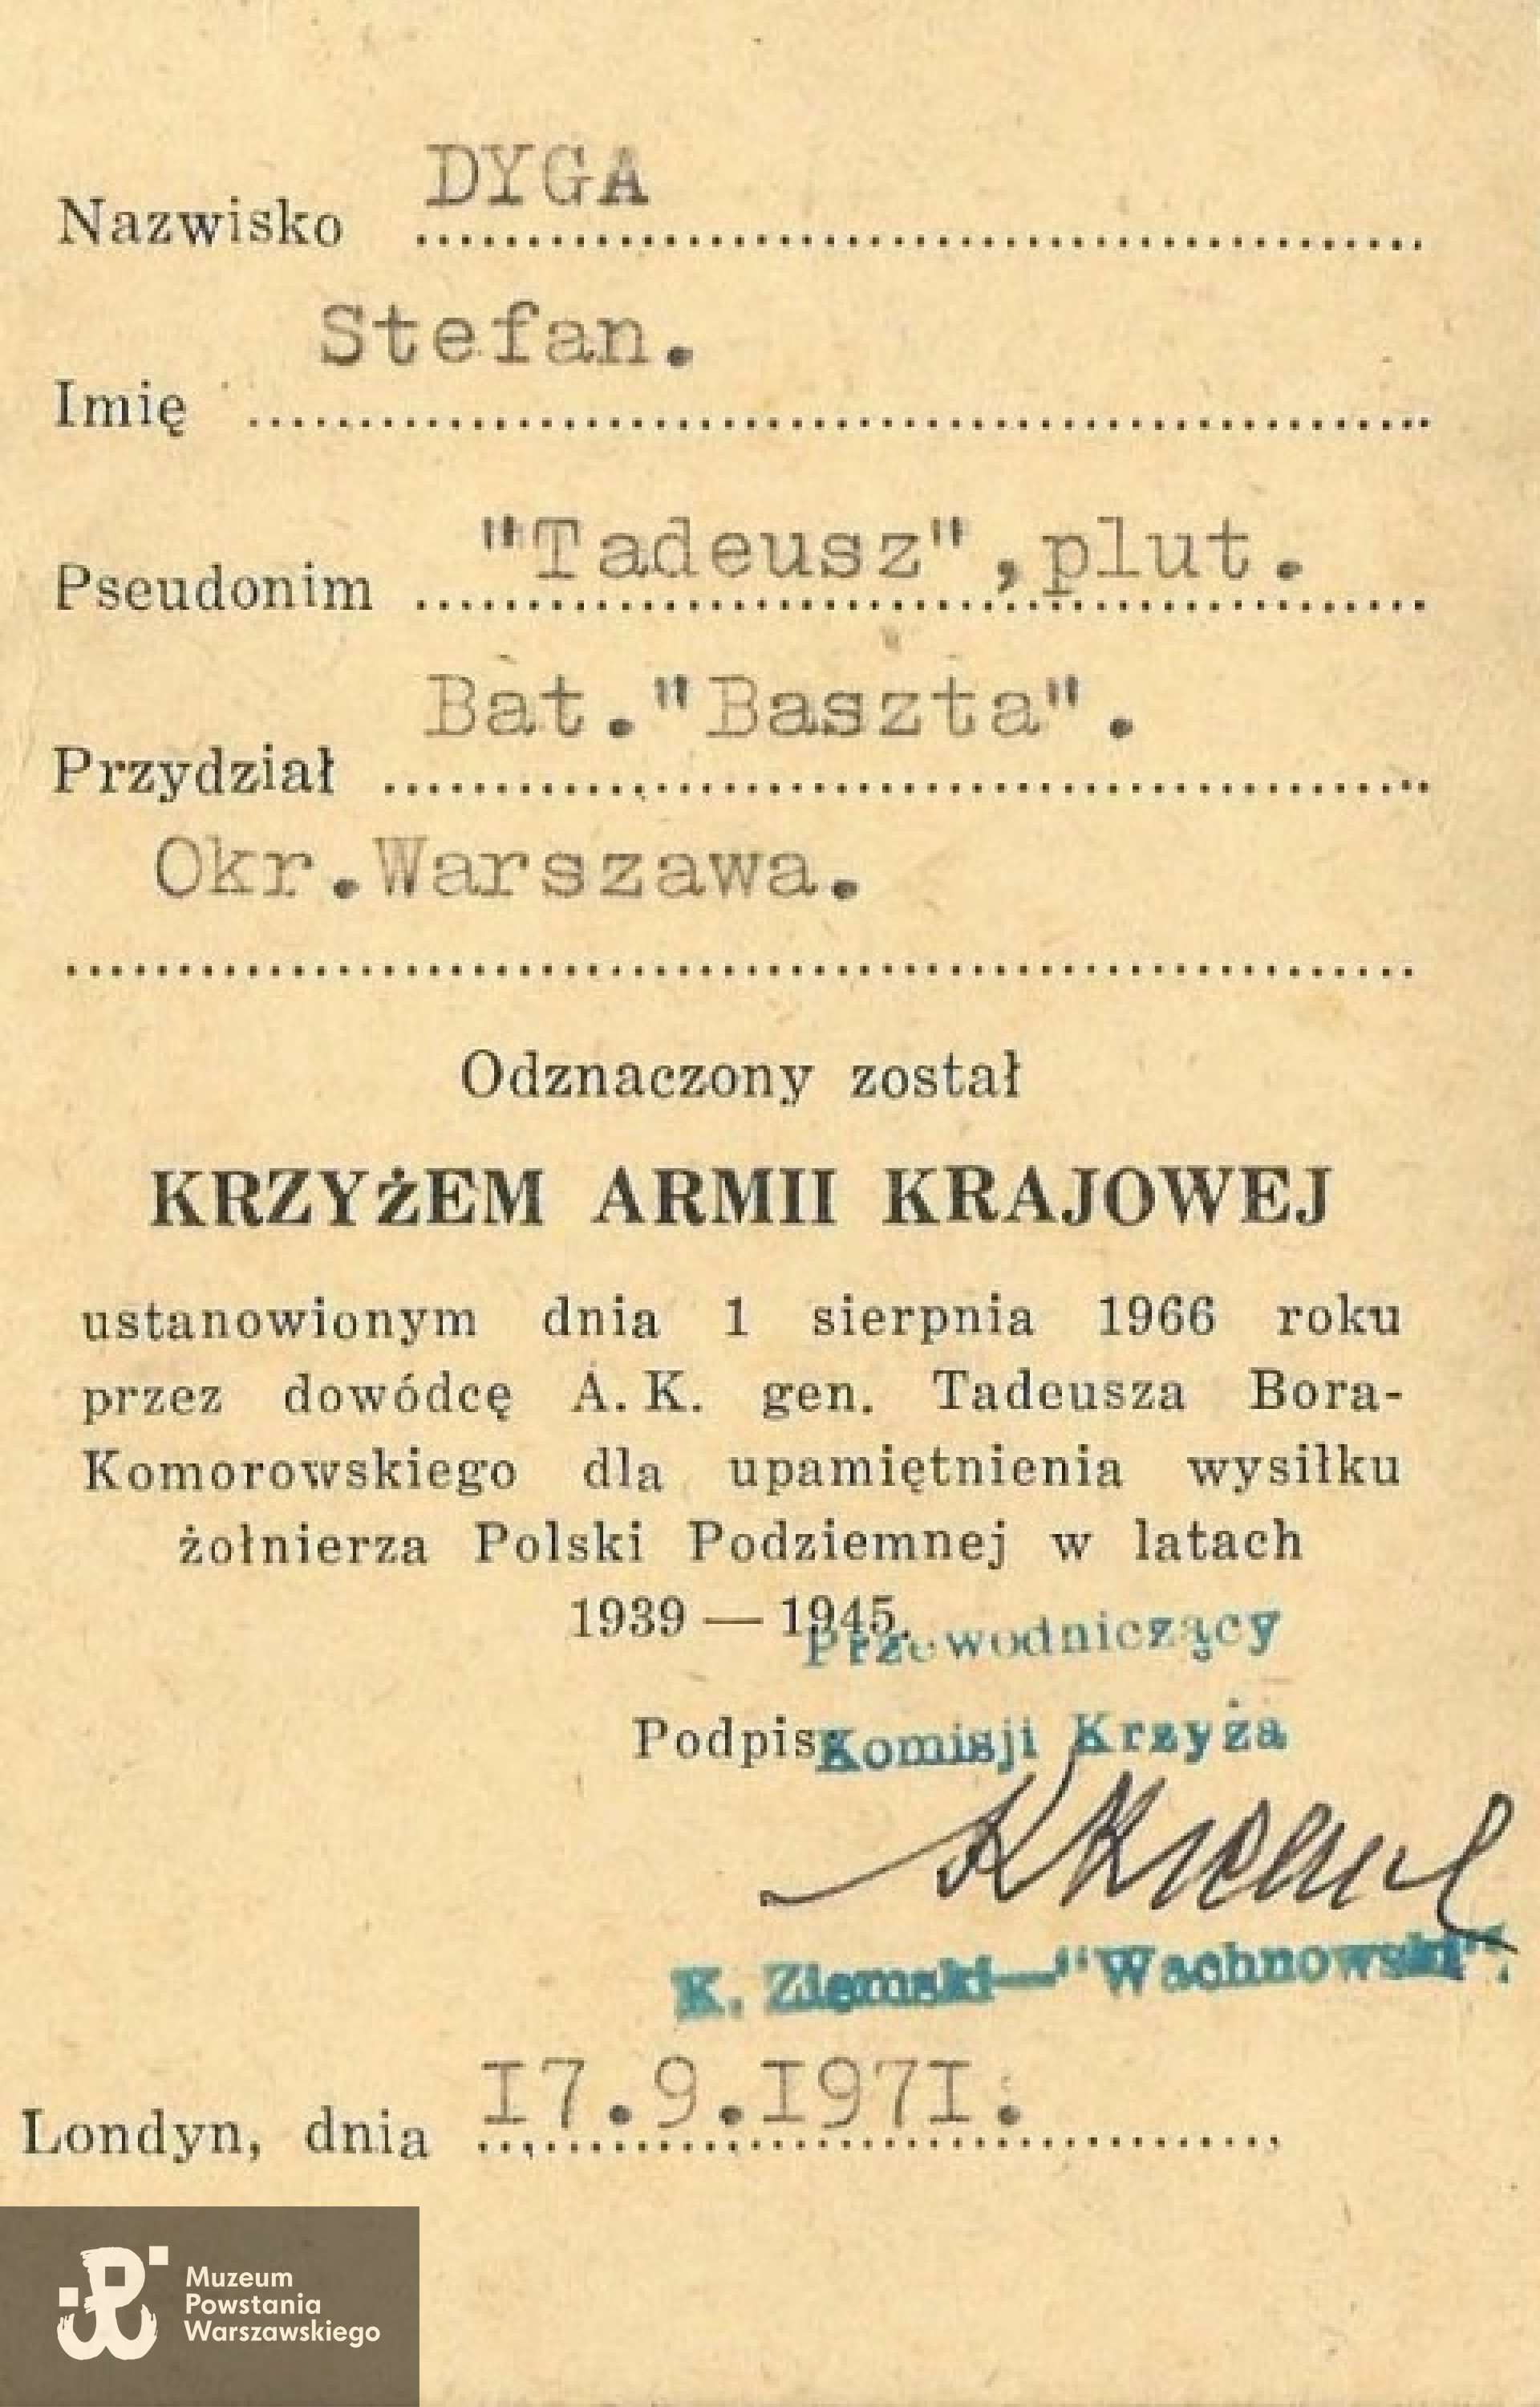 Nazwisko DYGA
Imię Stefan.
Pseudonim "Tadeusz",plut.
Przydział Bat."Baszta".
Okr.Warszawa.
Odznaczony został
KRZYżEM ARMII KRAJOWEJ
ustanowionym dnia 1 sierpnia 1966 roku
przez dowódcę A.K. gen. Tadeusza Bora-
Komorowskiego dla upamiętnienia wysiłku
żołnierza Polski Podziemnej w latach
1939 — 1945.
Przewodniczący
Podpis: Komisji Krzyża
K. Ziemski—"Wachnowski".
Londyn, dnia I7.9.I97I.
Muzeum
Powstania
Warszawskiego